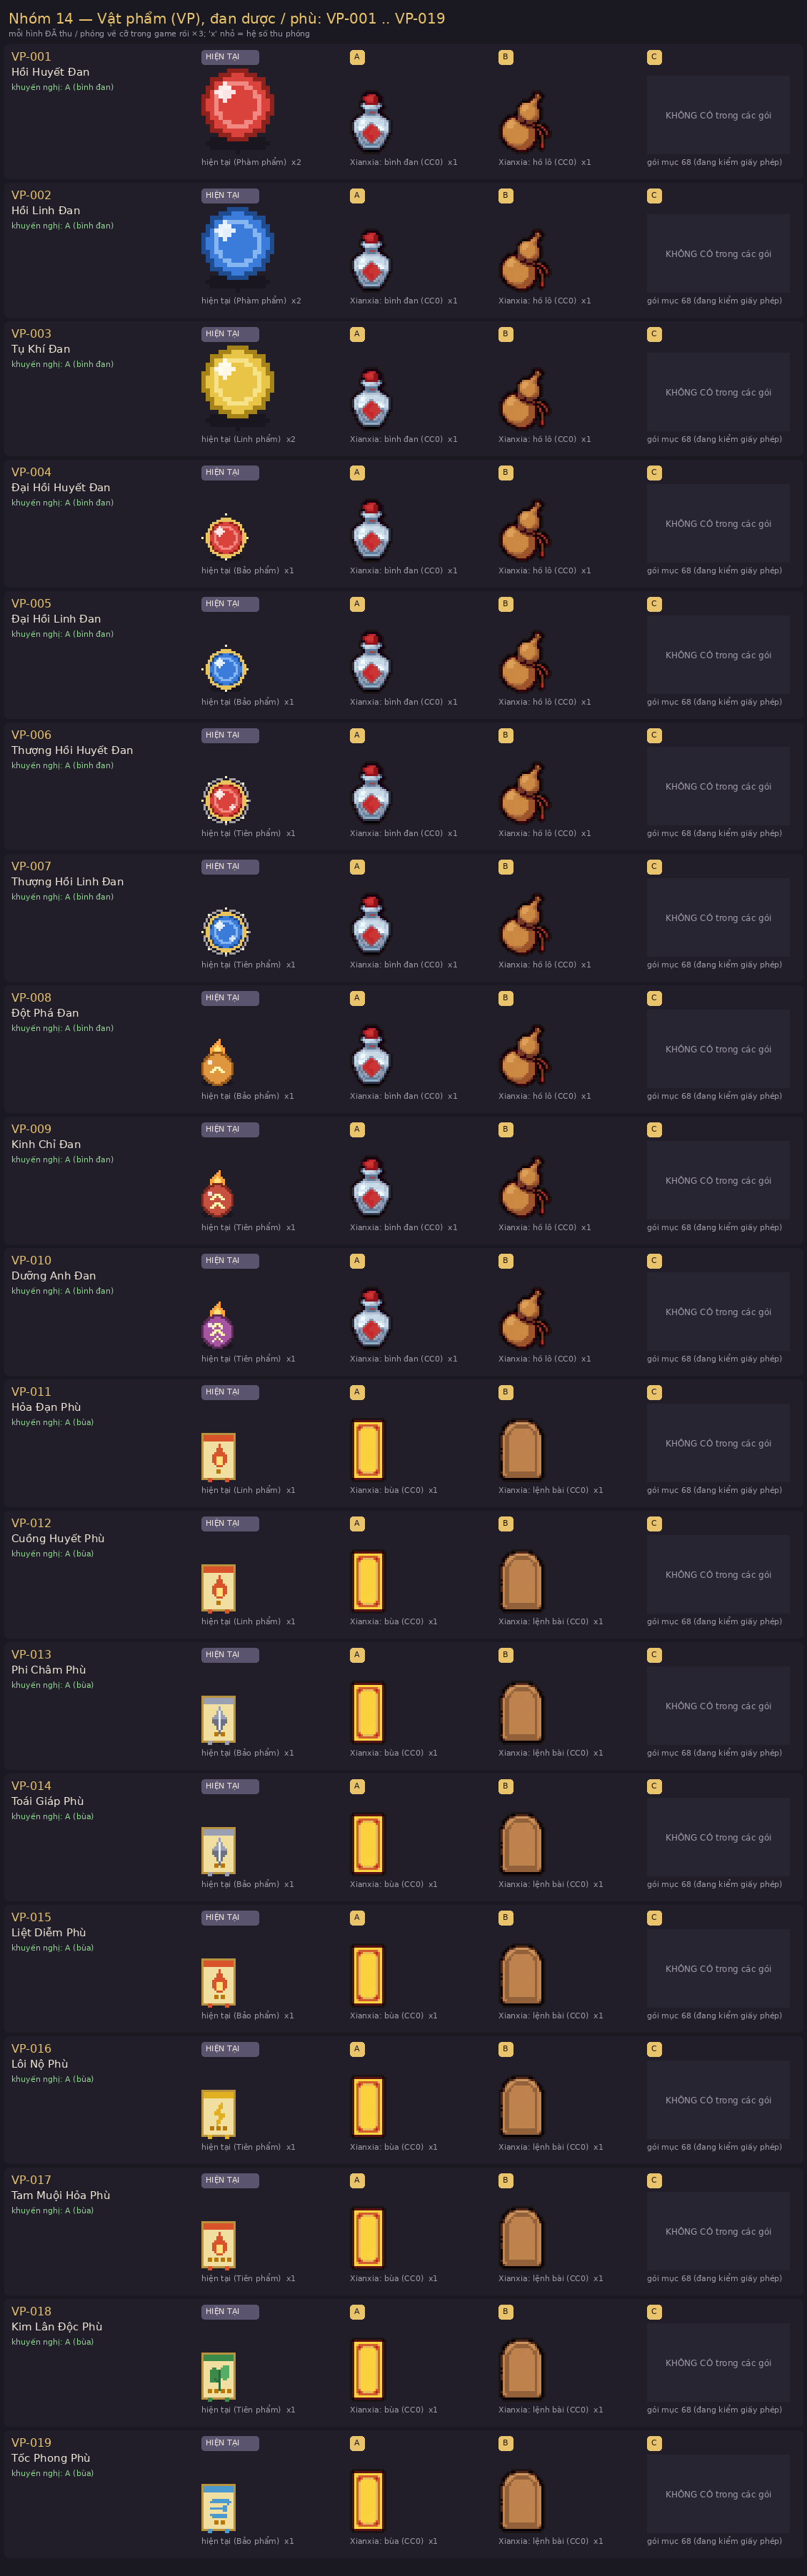 Nhóm 14 — Vật phẩm (VP), đan dược / phù: VP-001 .. VP-019
mỗi hình ĐÃ thu / phóng về cỡ trong game rồi ×3; 'x' nhỏ = hệ số thu phóng
VP-001
HIỆN TẠI A B C
Hồi Huyết Đan
khuyến nghị: A (bình đan)
KHÔNG CÓ trong các gói
hiện tại (Phàm phẩm) x2 Xianxia: bình đan (CC0) x1 Xianxia: hồ lô (CC0) x1 gói mục 68 (đang kiểm giấy phép)
VP-002
HIỆN TẠI A B C
Hồi Linh Đan
khuyến nghị: A (bình đan)
KHÔNG CÓ trong các gói
hiện tại (Phàm phẩm) x2 Xianxia: bình đan (CC0) x1 Xianxia: hồ lô (CC0) x1 gói mục 68 (đang kiểm giấy phép)
VP-003
HIỆN TẠI A B C
Tụ Khí Đan
khuyến nghị: A (bình đan)
KHÔNG CÓ trong các gói
hiện tại (Linh phẩm) x2 Xianxia: bình đan (CC0) x1 Xianxia: hồ lô (CC0) x1 gói mục 68 (đang kiểm giấy phép)
VP-004
HIỆN TẠI A B C
Đại Hồi Huyết Đan
khuyến nghị: A (bình đan)
KHÔNG CÓ trong các gói
hiện tại (Bảo phẩm) x1 Xianxia: bình đan (CC0) x1 Xianxia: hồ lô (CC0) x1 gói mục 68 (đang kiểm giấy phép)
VP-005
HIỆN TẠI A B C
Đại Hồi Linh Đan
khuyến nghị: A (bình đan)
KHÔNG CÓ trong các gói
hiện tại (Bảo phẩm) x1 Xianxia: bình đan (CC0) x1 Xianxia: hồ lô (CC0) x1 gói mục 68 (đang kiểm giấy phép)
VP-006
HIỆN TẠI A B C
Thượng Hồi Huyết Đan
khuyến nghị: A (bình đan)
KHÔNG CÓ trong các gói
hiện tại (Tiên phẩm) x1 Xianxia: bình đan (CC0) x1 Xianxia: hồ lô (CC0) x1 gói mục 68 (đang kiểm giấy phép)
VP-007
HIỆN TẠI A B C
Thượng Hồi Linh Đan
khuyến nghị: A (bình đan)
KHÔNG CÓ trong các gói
hiện tại (Tiên phẩm) x1 Xianxia: bình đan (CC0) x1 Xianxia: hồ lô (CC0) x1 gói mục 68 (đang kiểm giấy phép)
VP-008
HIỆN TẠI A B C
Đột Phá Đan
khuyến nghị: A (bình đan)
KHÔNG CÓ trong các gói
hiện tại (Bảo phẩm) x1 Xianxia: bình đan (CC0) x1 Xianxia: hồ lô (CC0) x1 gói mục 68 (đang kiểm giấy phép)
VP-009
HIỆN TẠI A B C
Kinh Chỉ Đan
khuyến nghị: A (bình đan)
KHÔNG CÓ trong các gói
hiện tại (Tiên phẩm) x1 Xianxia: bình đan (CC0) x1 Xianxia: hồ lô (CC0) x1 gói mục 68 (đang kiểm giấy phép)
VP-010
HIỆN TẠI A B C
Dưỡng Anh Đan
khuyến nghị: A (bình đan)
KHÔNG CÓ trong các gói
hiện tại (Tiên phẩm) x1 Xianxia: bình đan (CC0) x1 Xianxia: hồ lô (CC0) x1 gói mục 68 (đang kiểm giấy phép)
VP-011
HIỆN TẠI A B C
Hỏa Đạn Phù
khuyến nghị: A (bùa)
KHÔNG CÓ trong các gói
hiện tại (Linh phẩm) x1 Xianxia: bùa (CC0) x1 Xianxia: lệnh bài (CC0) x1 gói mục 68 (đang kiểm giấy phép)
VP-012
HIỆN TẠI A B C
Cuồng Huyết Phù
khuyến nghị: A (bùa)
KHÔNG CÓ trong các gói
hiện tại (Linh phẩm) x1 Xianxia: bùa (CC0) x1 Xianxia: lệnh bài (CC0) x1 gói mục 68 (đang kiểm giấy phép)
VP-013
HIỆN TẠI A B C
Phi Châm Phù
khuyến nghị: A (bùa)
KHÔNG CÓ trong các gói
hiện tại (Bảo phẩm) x1 Xianxia: bùa (CC0) x1 Xianxia: lệnh bài (CC0) x1 gói mục 68 (đang kiểm giấy phép)
VP-014
HIỆN TẠI A B C
Toái Giáp Phù
khuyến nghị: A (bùa)
KHÔNG CÓ trong các gói
hiện tại (Bảo phẩm) x1 Xianxia: bùa (CC0) x1 Xianxia: lệnh bài (CC0) x1 gói mục 68 (đang kiểm giấy phép)
VP-015
HIỆN TẠI A B C
Liệt Diễm Phù
khuyến nghị: A (bùa)
KHÔNG CÓ trong các gói
hiện tại (Bảo phẩm) x1 Xianxia: bùa (CC0) x1 Xianxia: lệnh bài (CC0) x1 gói mục 68 (đang kiểm giấy phép)
VP-016
HIỆN TẠI A B C
Lôi Nộ Phù
khuyến nghị: A (bùa)
KHÔNG CÓ trong các gói
hiện tại (Tiên phẩm) x1 Xianxia: bùa (CC0) x1 Xianxia: lệnh bài (CC0) x1 gói mục 68 (đang kiểm giấy phép)
VP-017
HIỆN TẠI A B C
Tam Muội Hỏa Phù
khuyến nghị: A (bùa)
KHÔNG CÓ trong các gói
hiện tại (Tiên phẩm) x1 Xianxia: bùa (CC0) x1 Xianxia: lệnh bài (CC0) x1 gói mục 68 (đang kiểm giấy phép)
VP-018
HIỆN TẠI A B C
Kim Lân Độc Phù
khuyến nghị: A (bùa)
KHÔNG CÓ trong các gói
hiện tại (Tiên phẩm) x1 Xianxia: bùa (CC0) x1 Xianxia: lệnh bài (CC0) x1 gói mục 68 (đang kiểm giấy phép)
VP-019
HIỆN TẠI A B C
Tốc Phong Phù
khuyến nghị: A (bùa)
KHÔNG CÓ trong các gói
hiện tại (Bảo phẩm) x1 Xianxia: bùa (CC0) x1 Xianxia: lệnh bài (CC0) x1 gói mục 68 (đang kiểm giấy phép)